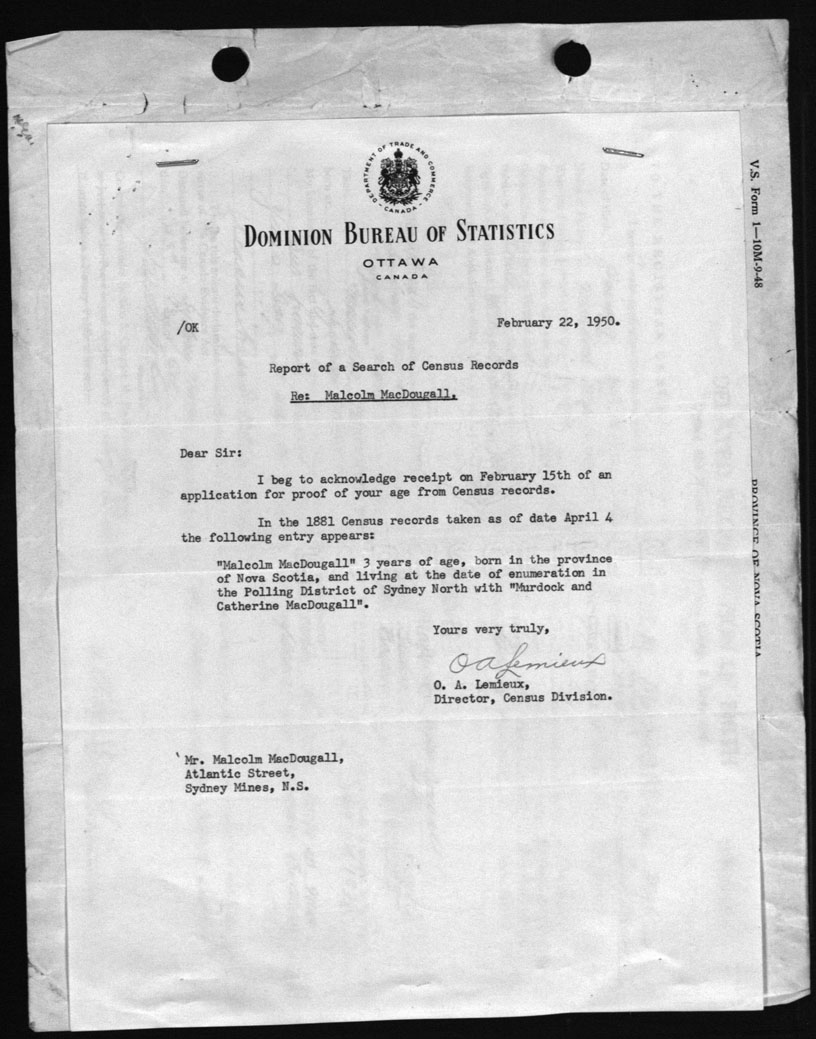 DEPARTMENT OF TRADE AND COMMERCE
- CANADA -
DOMINION BUREAU OF STATISTICS
OTTAWA
CANADA
/OK
February 22, 1950.
Report of a Search of Census Records
Re: Malcolm MacDougall.
Dear Sir:
I beg to acknowledge receipt on February 15th of an
application for proof of your age from Census records.
In the 1881 Census records taken as of date April 4
the following entry appears:
"Malcolm MacDougall" 3 years of age, born in the province
of Nova Scotia, and living at the date of enumeration in
the Polling District of Sydney North with "Murdock and
Catherine MacDougall".
Yours very truly,
O A Lemieux
O. A. Lemieux,
Director, Census Division.
Mr. Malcolm MacDougall,
Atlantic Street,
Sydney Mines, N.S.
V.S. Form 1—10M-9-48
PROVINCE OF NOVA SCOTIA